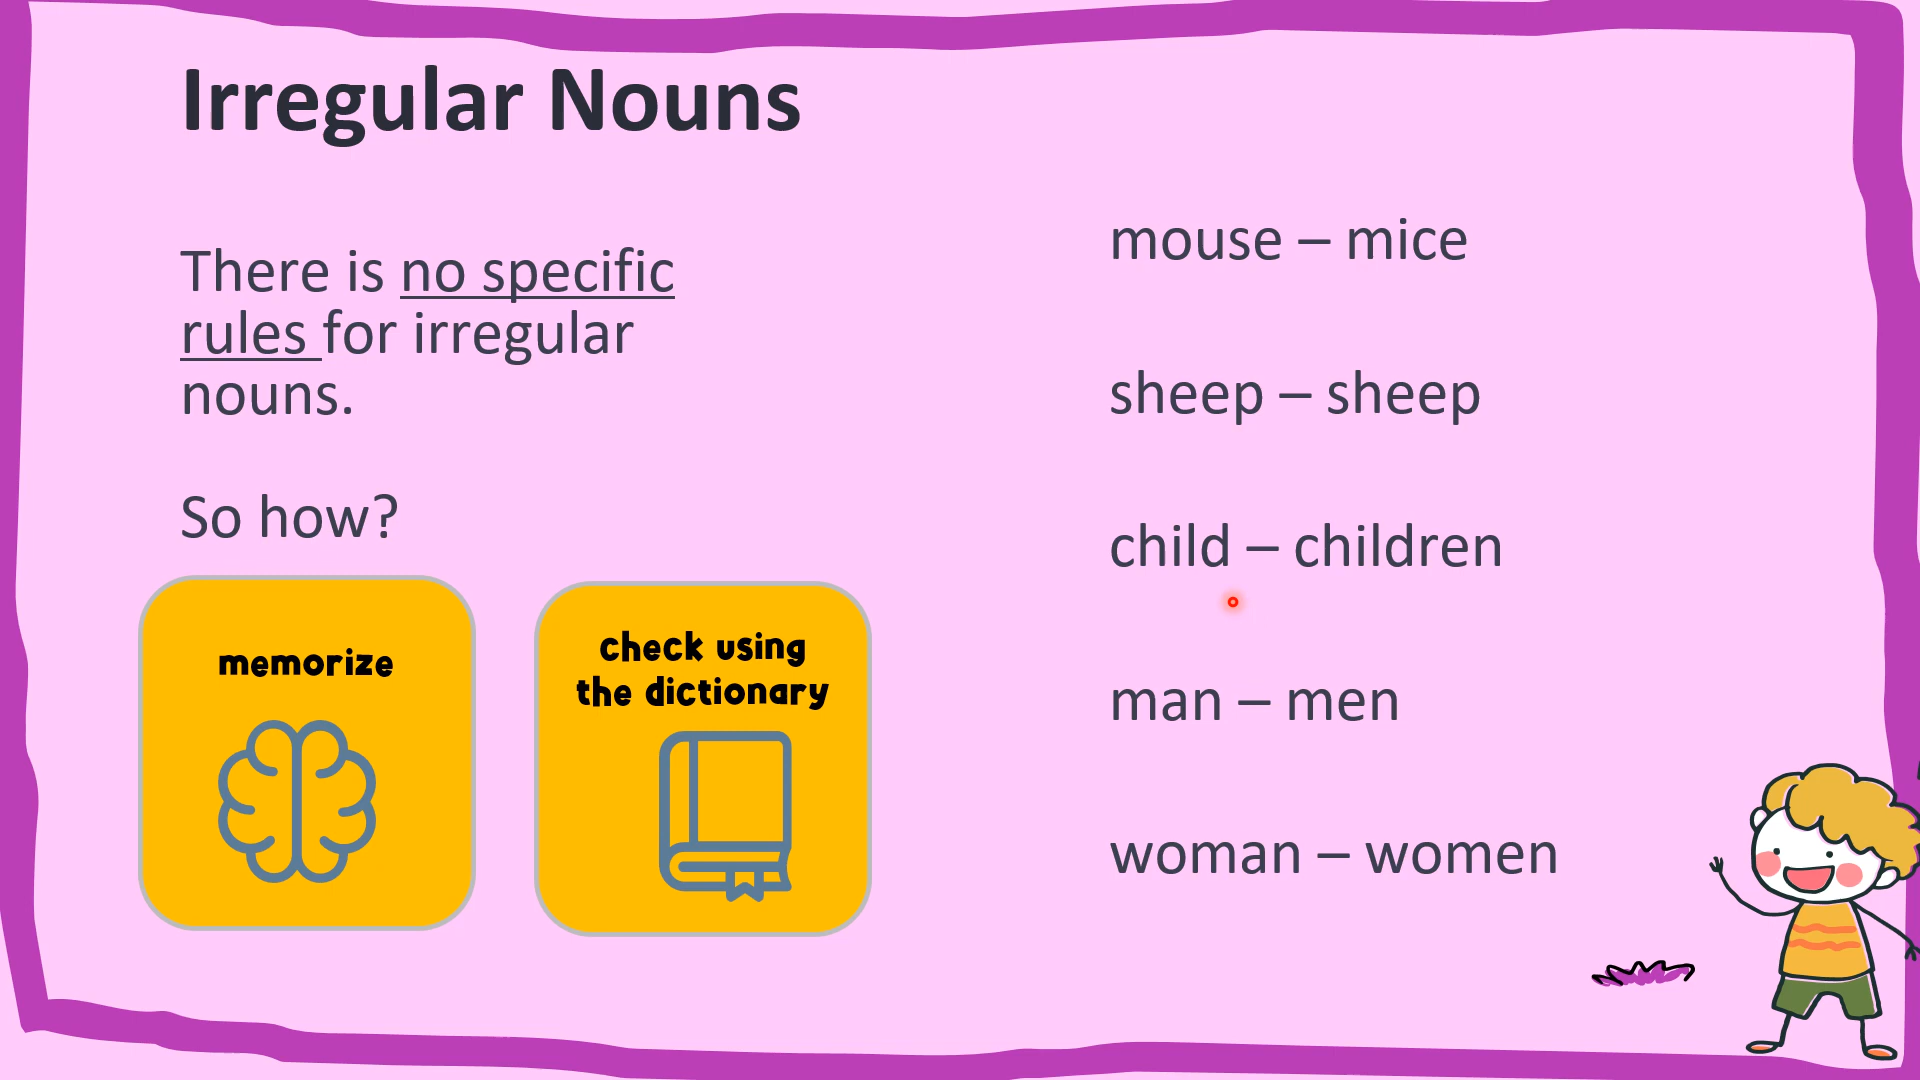 Irregular Nouns
There is no specific
rules for irregular
nouns.
So how?
memorize
check using
the dictionary
mouse – mice
sheep – sheep
child – children
man – men
woman – women